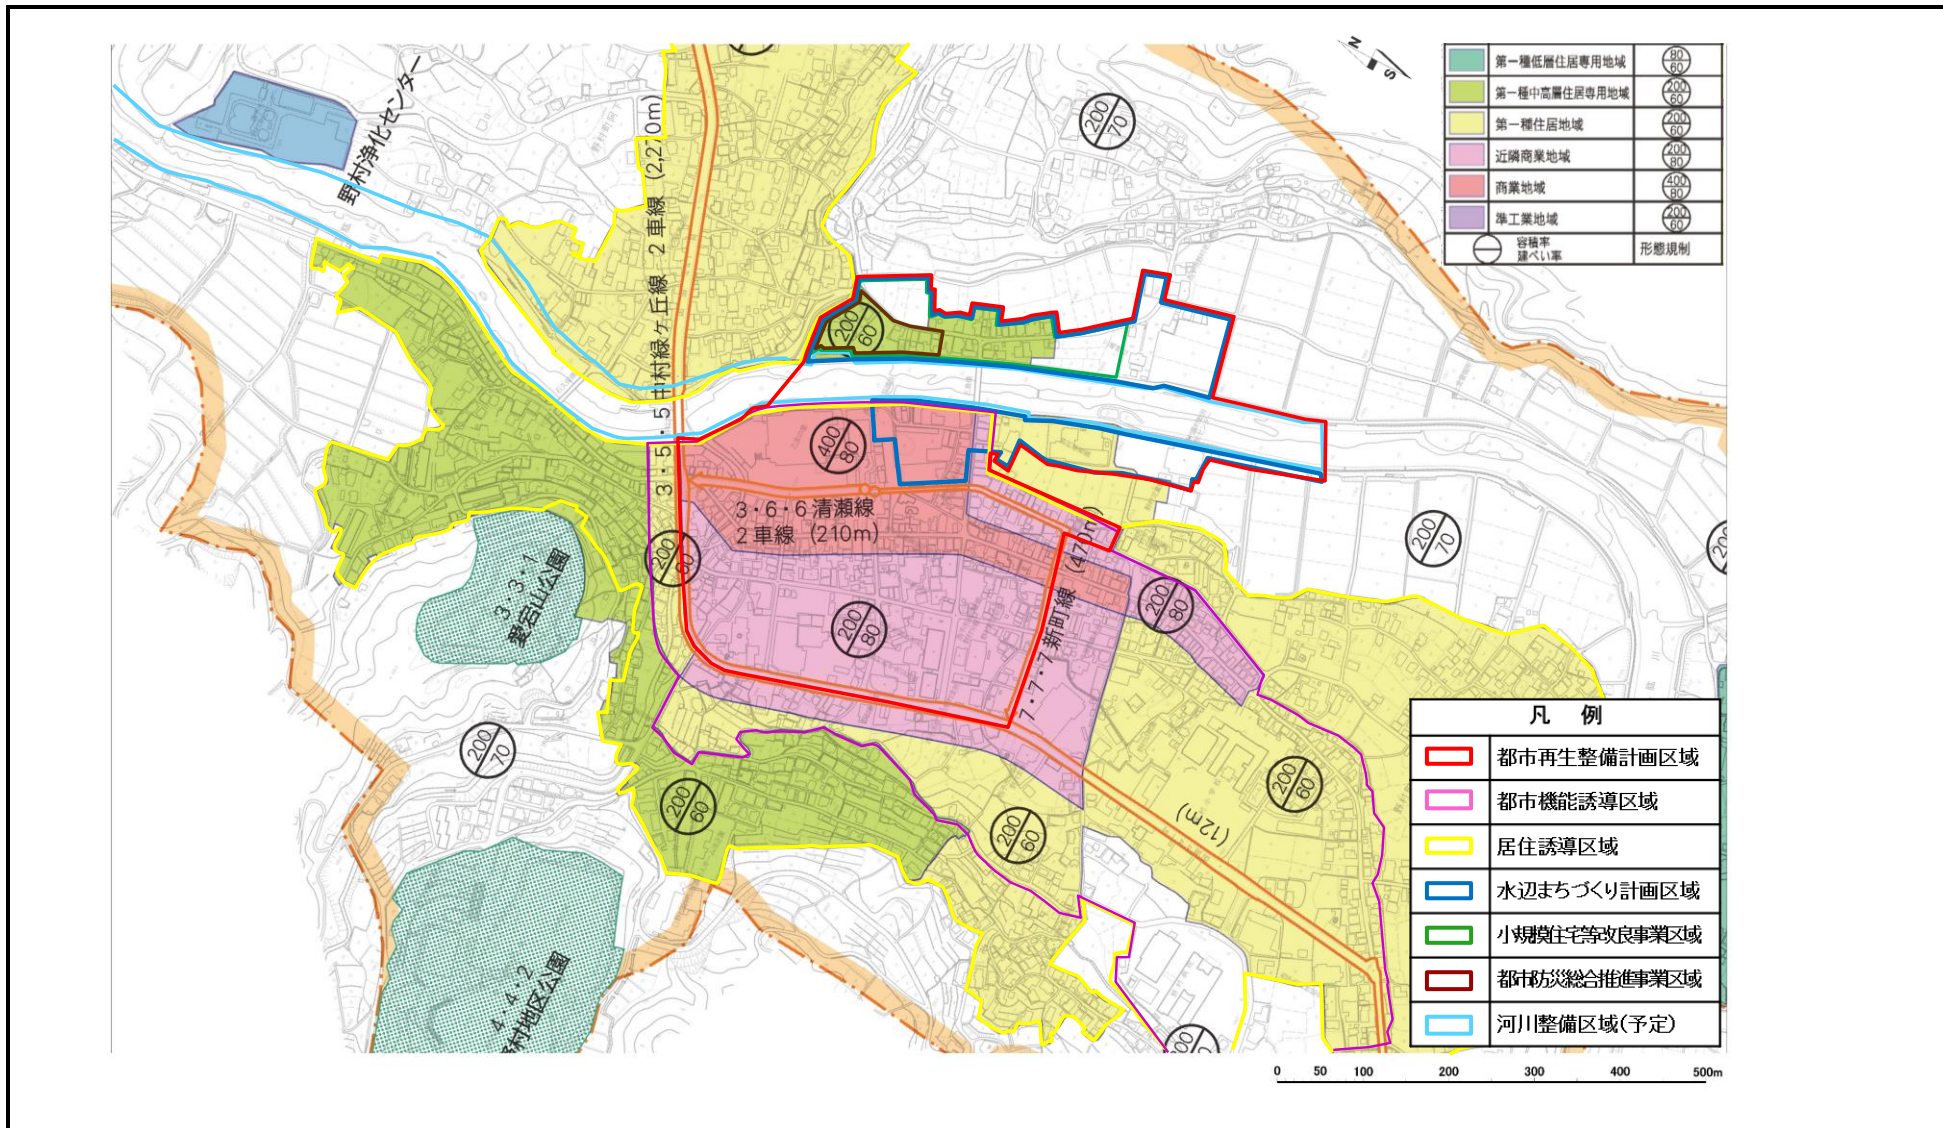 N
S
第一種低層住居専用地域
80
60
第一種中高層住居専用地域
200
60
第一種住居地域
200
60
近隣商業地域
200
80
商業地域
400
80
準工業地域
200
60
容積率
建ぺい率
形態規制
野村浄化センター
3・5・5 中村緑ヶ丘線 2車線 (2,270m)
200
70
200
60
400
80
3・6・6 清瀬線
2車線 (210m)
200
60
200
80
7・7・7 新町線 (470m)
200
80
200
70
3・3・1
愛宕山公園
200
70
200
60
200
60
200
60
(12m)
4・4・2
村地区公園
凡 例
都市再生整備計画区域
都市機能誘導区域
居住誘導区域
水辺まちづくり計画区域
小規模住宅等改良事業区域
都市防災総合推進事業区域
河川整備区域(予定)
0 50 100 200 300 400 500m